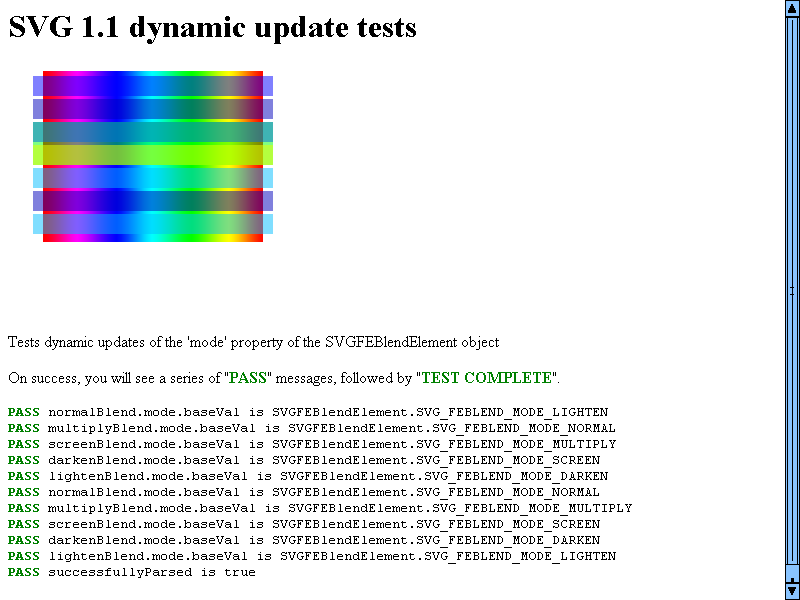 SVG 1.1 dynamic update tests
Tests dynamic updates of the 'mode' property of the SVGFEBlendElement object
On success, you will see a series of "PASS" messages, followed by "TEST COMPLETE".
PASS normalBlend.mode.baseVal is SVGFEBlendElement.SVG_FEBLEND_MODE_LIGHTEN
PASS multiplyBlend.mode.baseVal is SVGFEBlendElement.SVG_FEBLEND_MODE_NORMAL
PASS screenBlend.mode.baseVal is SVGFEBlendElement.SVG_FEBLEND_MODE_MULTIPLY
PASS darkenBlend.mode.baseVal is SVGFEBlendElement.SVG_FEBLEND_MODE_SCREEN
PASS lightenBlend.mode.baseVal is SVGFEBlendElement.SVG_FEBLEND_MODE_DARKEN
PASS normalBlend.mode.baseVal is SVGFEBlendElement.SVG_FEBLEND_MODE_NORMAL
PASS multiplyBlend.mode.baseVal is SVGFEBlendElement.SVG_FEBLEND_MODE_MULTIPLY
PASS screenBlend.mode.baseVal is SVGFEBlendElement.SVG_FEBLEND_MODE_SCREEN
PASS darkenBlend.mode.baseVal is SVGFEBlendElement.SVG_FEBLEND_MODE_DARKEN
PASS lightenBlend.mode.baseVal is SVGFEBlendElement.SVG_FEBLEND_MODE_LIGHTEN
PASS successfullyParsed is true